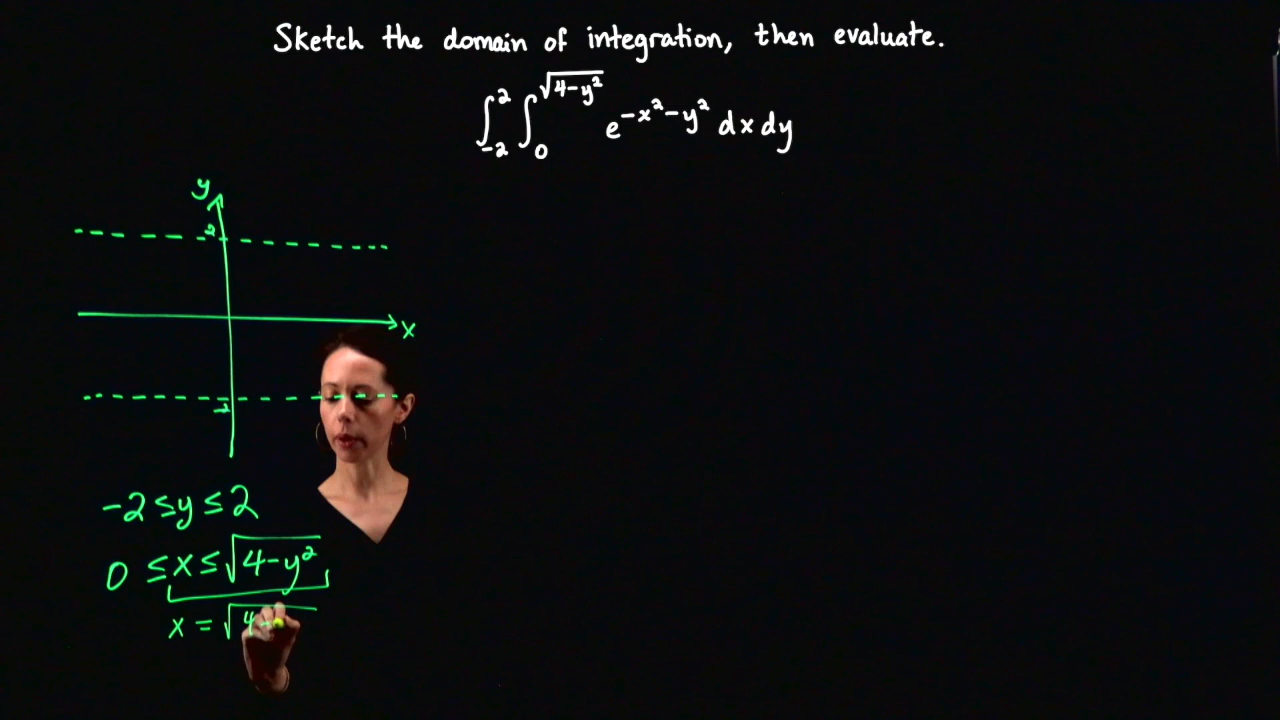 Sketch the domain of integration, then evaluate.
∫_{-2}^{2} ∫_{0}^{√(4-y²)} e^{-x²-y²} dx dy
y
2
x
-2
-2 ≤ y ≤ 2
0 ≤ x ≤ √(4-y²)
x = √4-